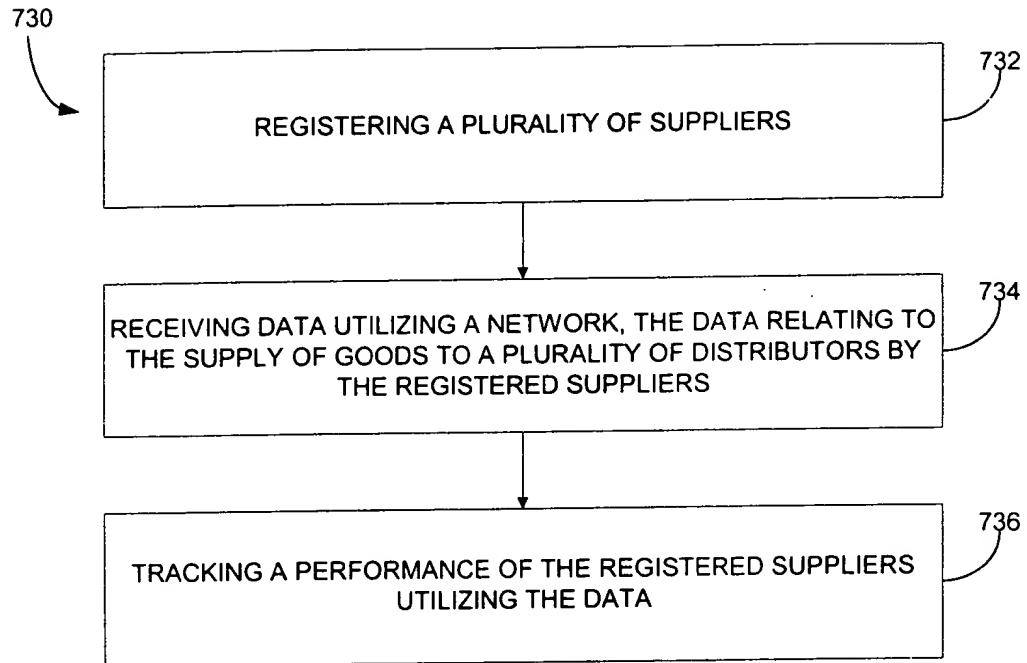 730
732
REGISTERING A PLURALITY OF SUPPLIERS
734
RECEIVING DATA UTILIZING A NETWORK, THE DATA RELATING TO
THE SUPPLY OF GOODS TO A PLURALITY OF DISTRIBUTORS BY
THE REGISTERED SUPPLIERS
736
TRACKING A PERFORMANCE OF THE REGISTERED SUPPLIERS
UTILIZING THE DATA